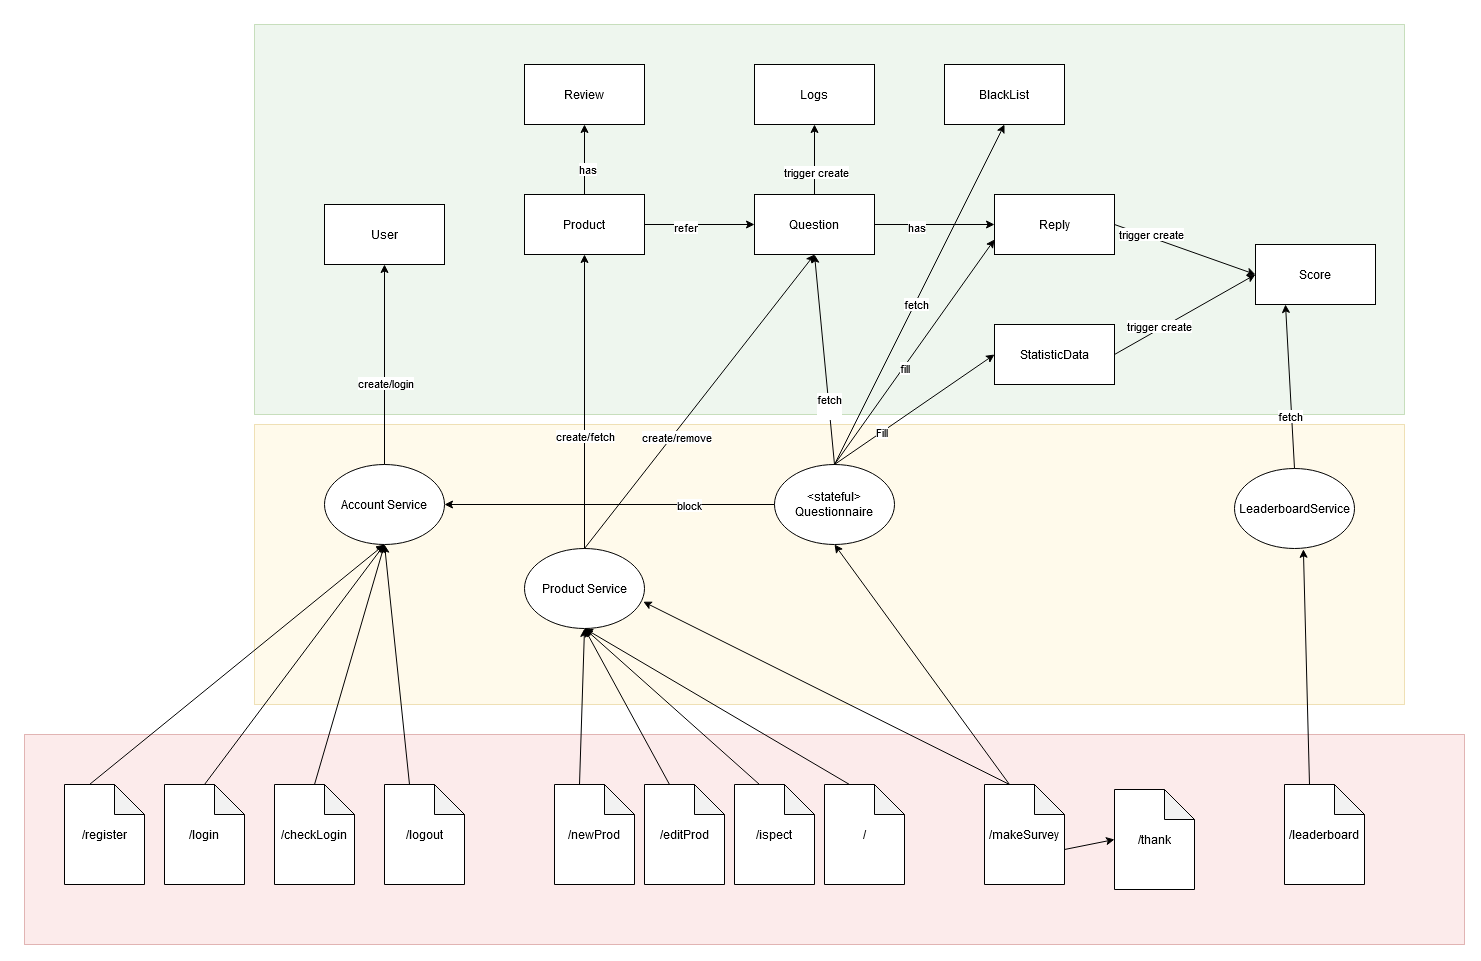 Review
Logs
BlackList
has
trigger create
User
Product
refer
Question
has
Reply
trigger create
Score
fetch
trigger create
StatisticData
fill
create/login
fetch
fetch
Fill
create/fetch
create/remove
Account Service
block
<stateful>
Questionnaire
LeaderboardService
Product Service
/register
/login
/checkLogin
/logout
/newProd
/editProd
/ispect
/
/makeSurvey
/thank
/leaderboard